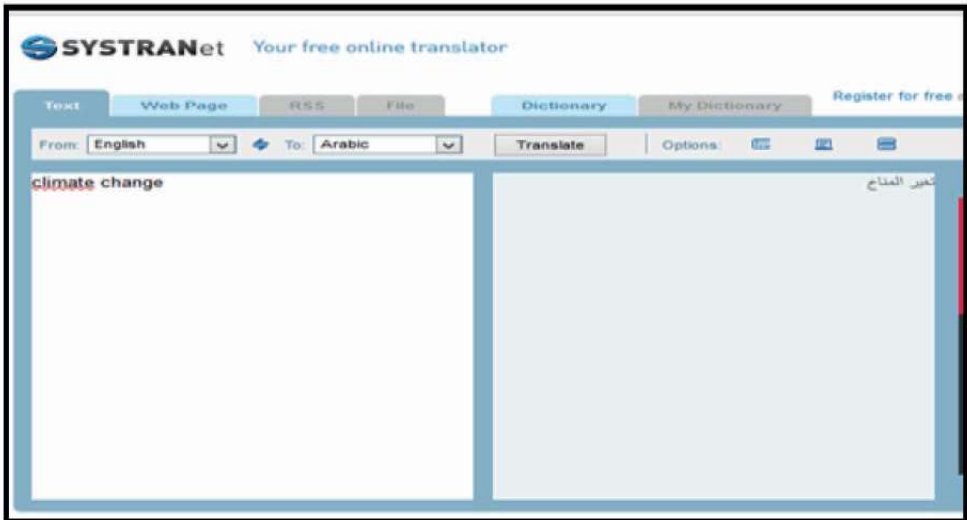 SYSTRANet Your free online translator
Text Web Page RSS File Dictionary My Dictionary Register for free
From: English To: Arabic Translate Options:
climate change
تغير المناخ